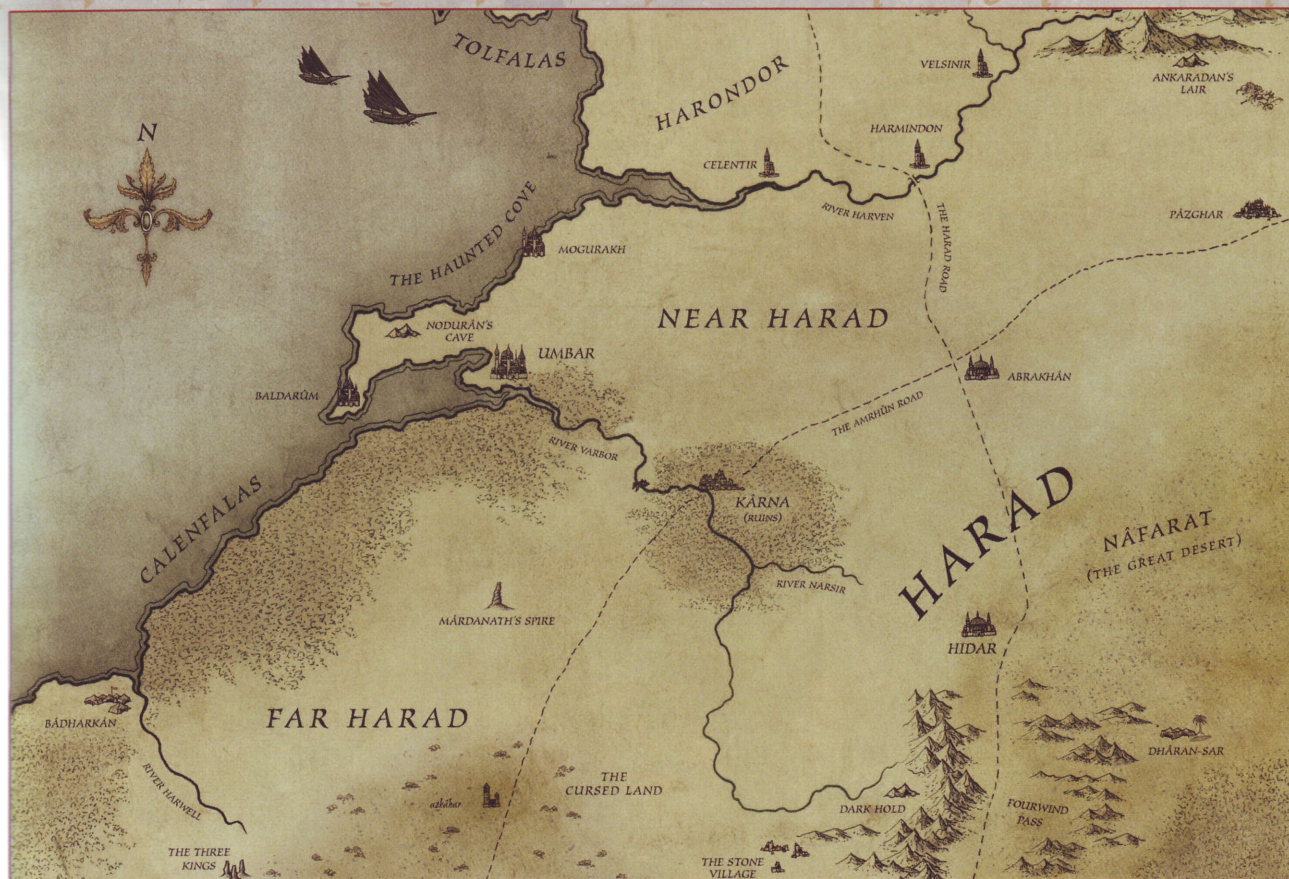 TOLFALAS
HARONDOR
VELSINIR
ANKARADAN'S
LAIR
N
HARMINDON
CELENTIR
RIVER HARVEN
PÂZGHAR
THE HAUNTED COVE
MOGURAKH
THE HARAD ROAD
NEAR HARAD
NODURÂN'S
CAVE
UMBAR
BALDARÛM
ABRAKHÂN
THE AMRHÛN ROAD
RIVER VARBOR
CALENFALAS
KÂRNA
(RUINS)
HARAD
NÂFARAT
(THE GREAT DESERT)
RIVER NARSIR
MÂRDANATH'S SPIRE
HIDAR
FAR HARAD
BÂDHARKÂN
DHÂRAN-SAR
RIVER HARWELL
THE
CURSED LAND
DARK HOLD
FOURWIND
PASS
THE THREE
KINGS
THE STONE
VILLAGE